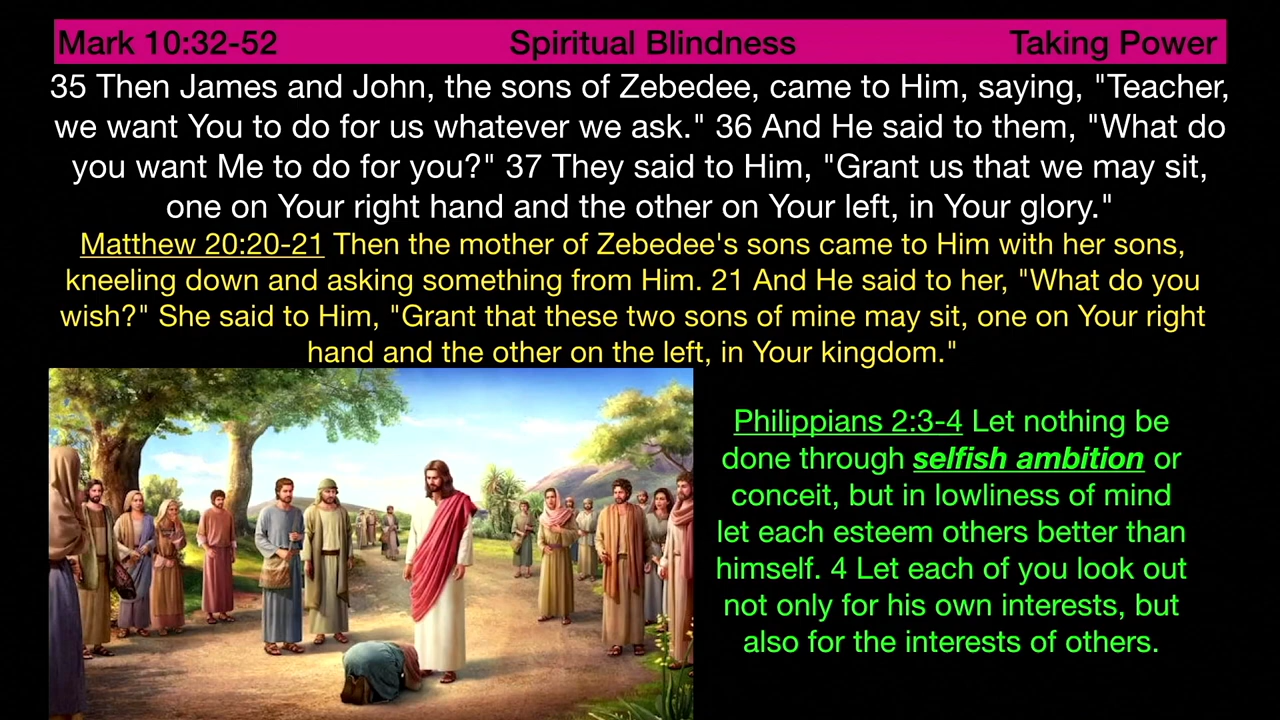 Mark 10:32-52 Spiritual Blindness Taking Power
35 Then James and John, the sons of Zebedee, came to Him, saying, "Teacher,
we want You to do for us whatever we ask." 36 And He said to them, "What do
you want Me to do for you?" 37 They said to Him, "Grant us that we may sit,
one on Your right hand and the other on Your left, in Your glory."
Matthew 20:20-21 Then the mother of Zebedee's sons came to Him with her sons,
kneeling down and asking something from Him. 21 And He said to her, "What do you
wish?" She said to Him, "Grant that these two sons of mine may sit, one on Your right
hand and the other on the left, in Your kingdom."
Philippians 2:3-4 Let nothing be
done through selfish ambition or
conceit, but in lowliness of mind
let each esteem others better than
himself. 4 Let each of you look out
not only for his own interests, but
also for the interests of others.